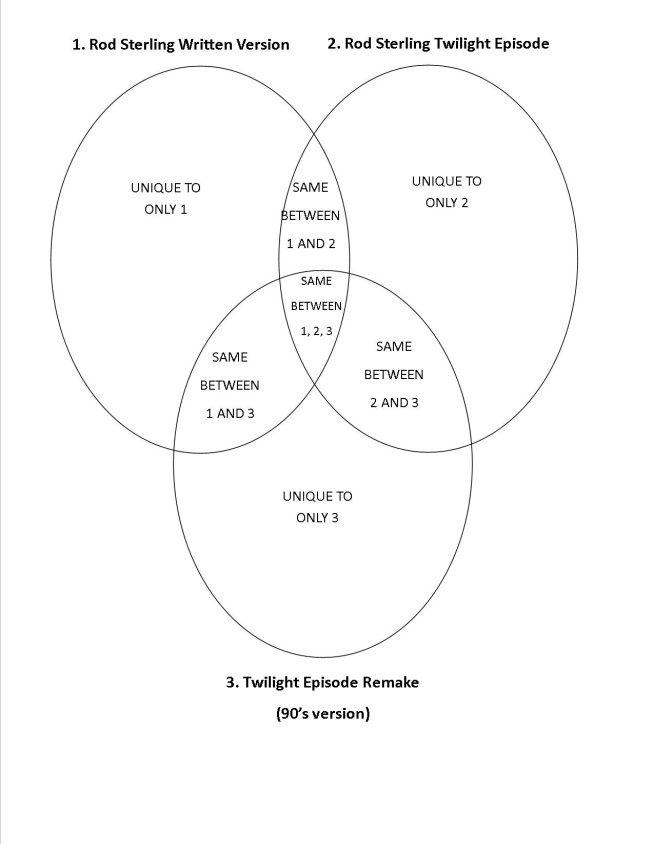 1. Rod Sterling Written Version
2. Rod Sterling Twilight Episode
UNIQUE TO
ONLY 1
SAME
BETWEEN
1 AND 2
UNIQUE TO
ONLY 2
SAME
BETWEEN
1, 2, 3
SAME
BETWEEN
1 AND 3
SAME
BETWEEN
2 AND 3
UNIQUE TO
ONLY 3
3. Twilight Episode Remake
(90’s version)